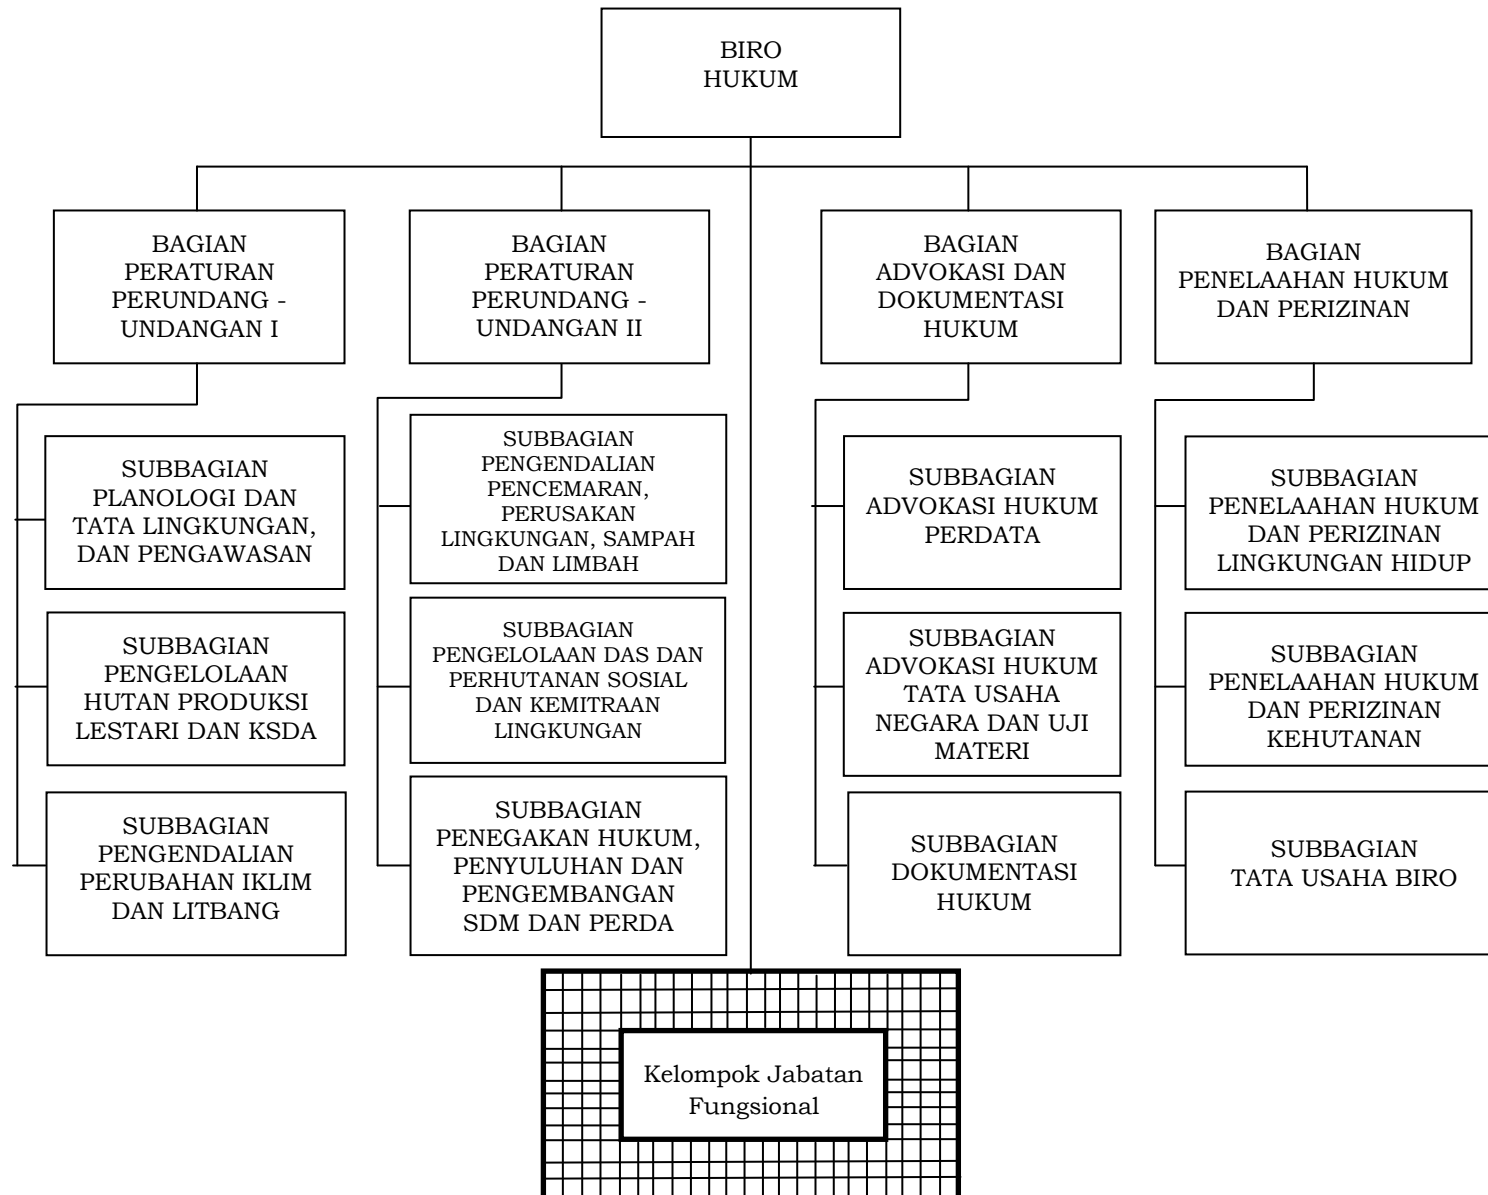 BIRO
HUKUM
BAGIAN
PERATURAN
PERUNDANG -
UNDANGAN I
BAGIAN
PERATURAN
PERUNDANG -
UNDANGAN II
BAGIAN
ADVOKASI DAN
DOKUMENTASI
HUKUM
BAGIAN
PENELAAHAN HUKUM
DAN PERIZINAN
SUBBAGIAN
PLANOLOGI DAN
TATA LINGKUNGAN,
DAN PENGAWASAN
SUBBAGIAN
PENGENDALIAN
PENCEMARAN,
PERUSAKAN
LINGKUNGAN, SAMPAH
DAN LIMBAH
SUBBAGIAN
ADVOKASI HUKUM
PERDATA
SUBBAGIAN
PENELAAHAN HUKUM
DAN PERIZINAN
LINGKUNGAN HIDUP
SUBBAGIAN
PENGELOLAAN
HUTAN PRODUKSI
LESTARI DAN KSDA
SUBBAGIAN
PENGELOLAAN DAS DAN
PERHUTANAN SOSIAL
DAN KEMITRAAN
LINGKUNGAN
SUBBAGIAN
ADVOKASI HUKUM
TATA USAHA
NEGARA DAN UJI
MATERI
SUBBAGIAN
PENELAAHAN HUKUM
DAN PERIZINAN
KEHUTANAN
SUBBAGIAN
PENGENDALIAN
PERUBAHAN IKLIM
DAN LITBANG
SUBBAGIAN
PENEGAKAN HUKUM,
PENYULUHAN DAN
PENGEMBANGAN
SDM DAN PERDA
SUBBAGIAN
DOKUMENTASI
HUKUM
SUBBAGIAN
TATA USAHA BIRO
Kelompok Jabatan
Fungsional